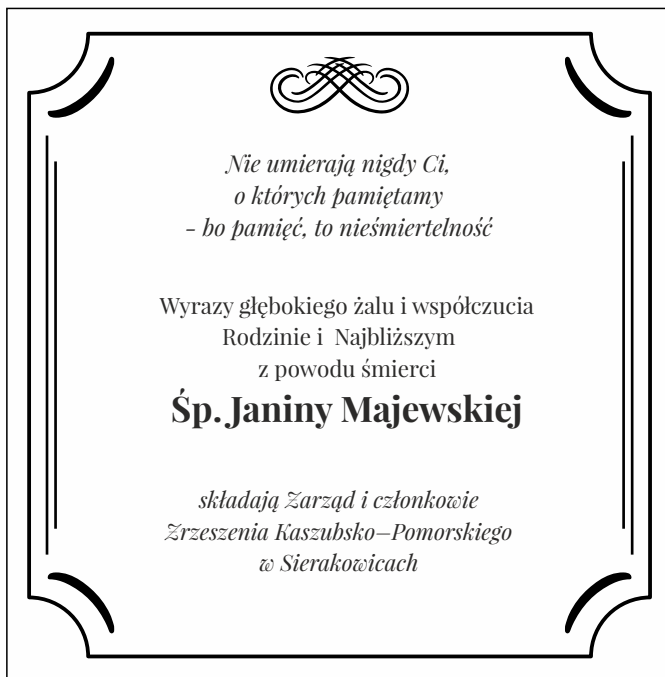 Nie umierają nigdy Ci,
o których pamiętamy
- bo pamięć, to nieśmiertelność
Wyrazy głębokiego żalu i współczucia
Rodzinie i Najbliższym
z powodu śmierci
Śp. Janiny Majewskiej
składają Zarząd i członkowie
Zrzeszenia Kaszubsko–Pomorskiego
w Sierakowicach